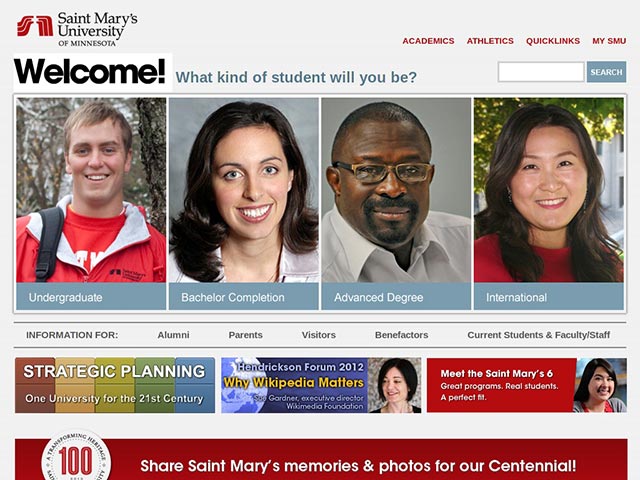 Saint Mary's
University
OF MINNESOTA
ACADEMICS ATHLETICS QUICKLINKS MY SMU
Welcome! What kind of student will you be?
SEARCH
Undergraduate Bachelor Completion Advanced Degree International
INFORMATION FOR: Alumni Parents Visitors Benefactors Current Students & Faculty/Staff
STRATEGIC PLANNING
One University for the 21st Century
Hendrickson Forum 2012
Why Wikipedia Matters
Sue Gardner, executive director
Wikimedia Foundation
Meet the Saint Mary's 6
Great programs. Real students.
A perfect fit.
A TRANSFORMING HERITAGE
100
Share Saint Mary's memories & photos for our Centennial!